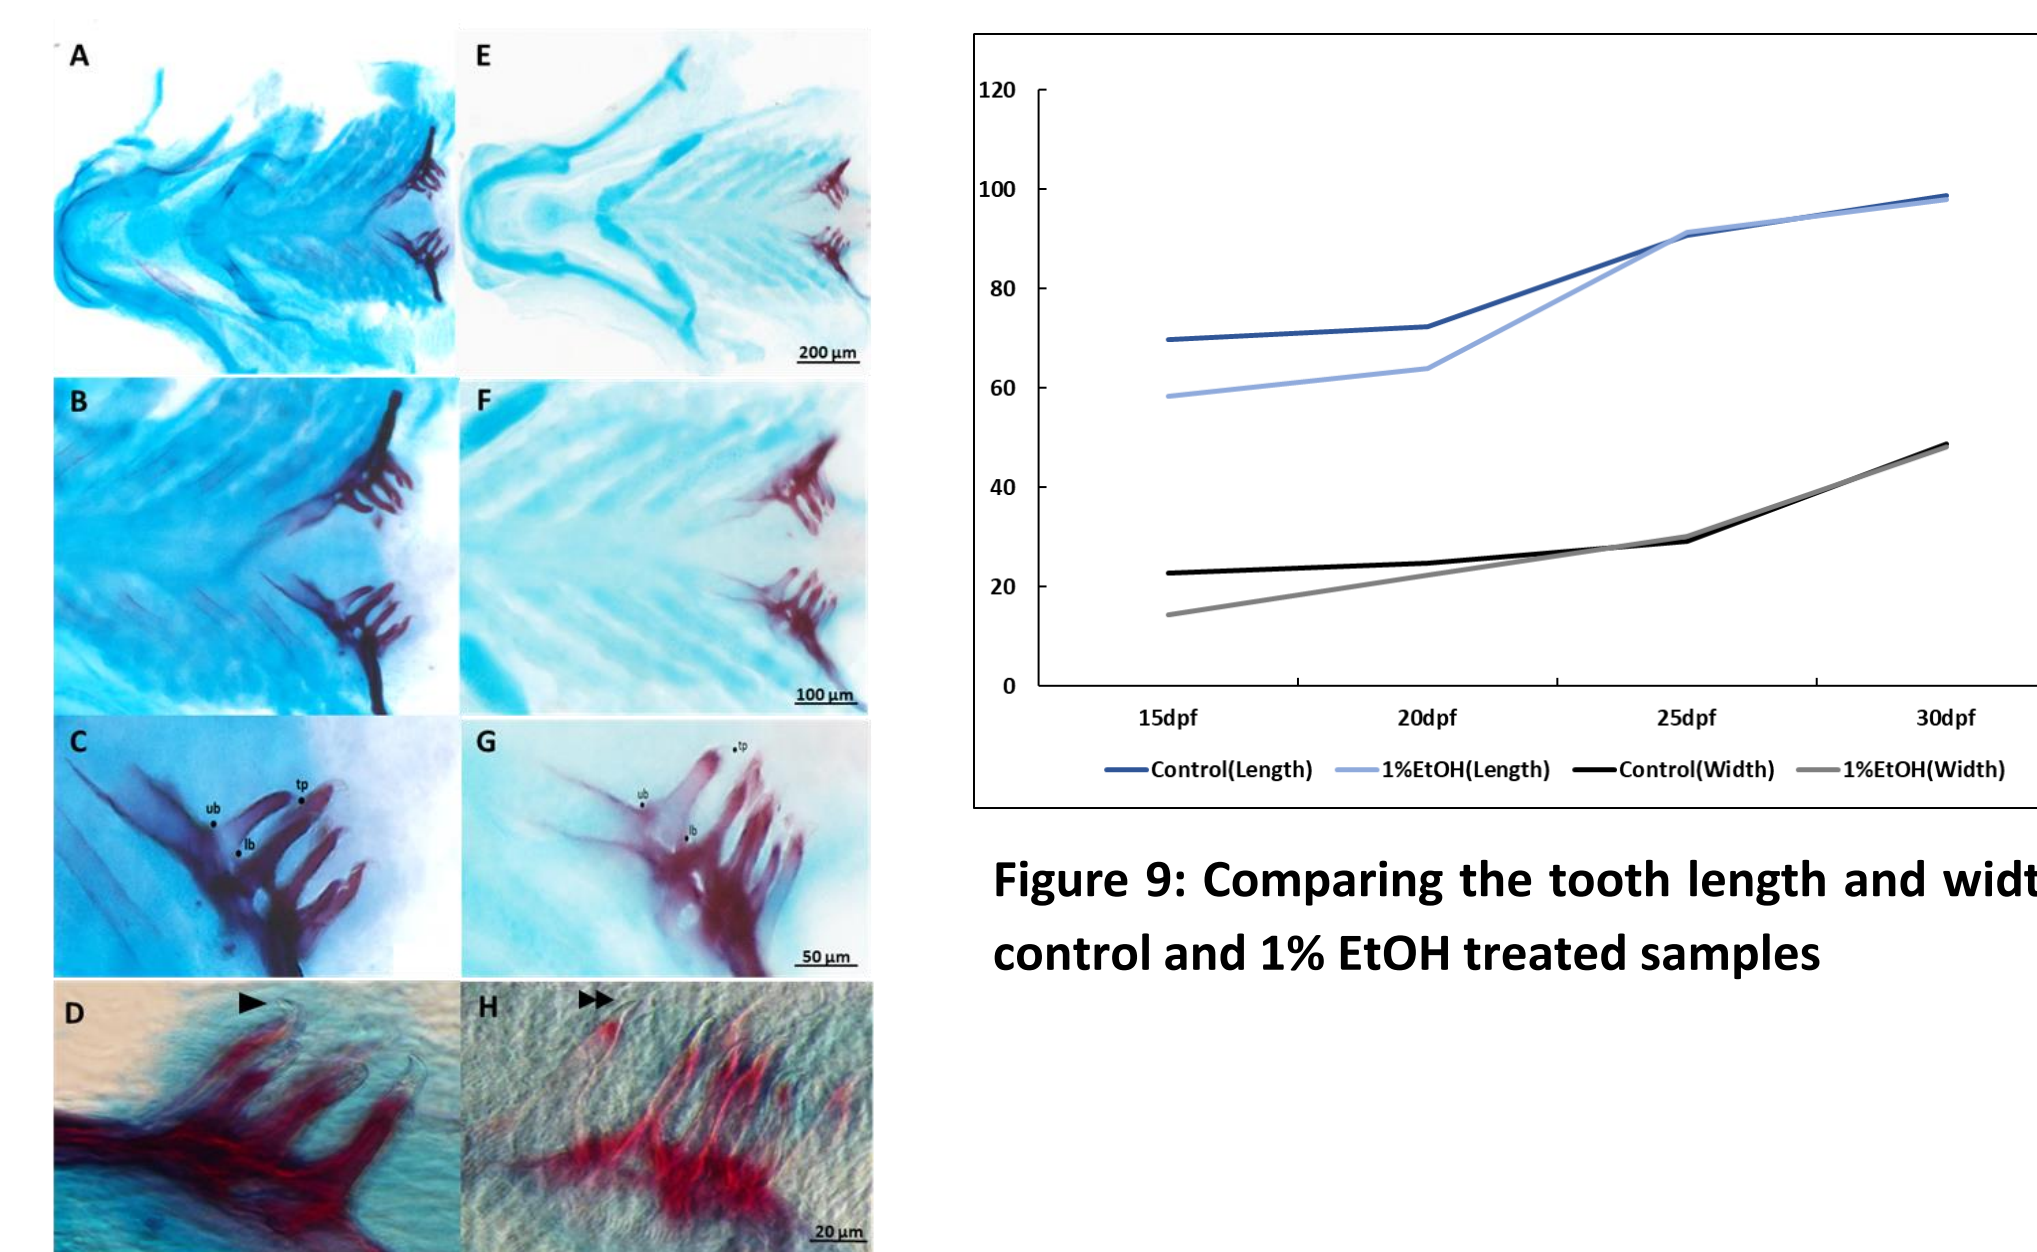 A
E
200 µm
B
F
100 µm
C
ub
lb
tp
G
ub
lb
tp
50 µm
D
H
20 µm
120
100
80
60
40
20
0
15dpf 20dpf 25dpf 30dpf
Control(Length) 1%EtOH(Length) Control(Width) 1%EtOH(Width)
Figure 9: Comparing the tooth length and
control and 1% EtOH treated samples